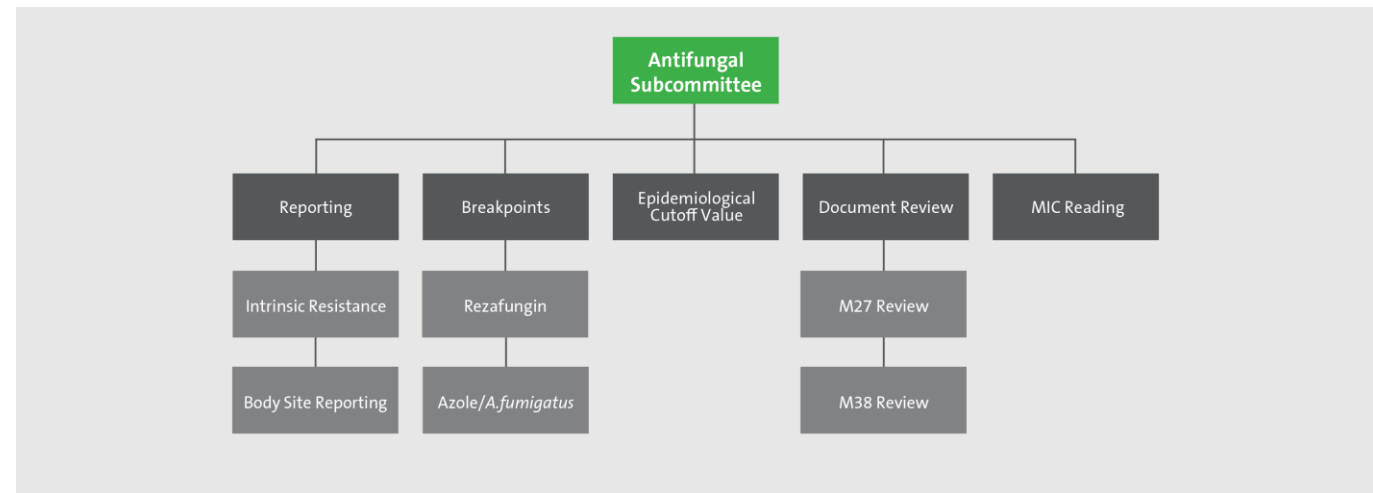 Antifungal
Subcommittee
Reporting
Breakpoints
Epidemiological
Cutoff Value
Document Review
MIC Reading
Intrinsic Resistance
Rezafungin
M27 Review
Body Site Reporting
Azole/A.fumigatus
M38 Review